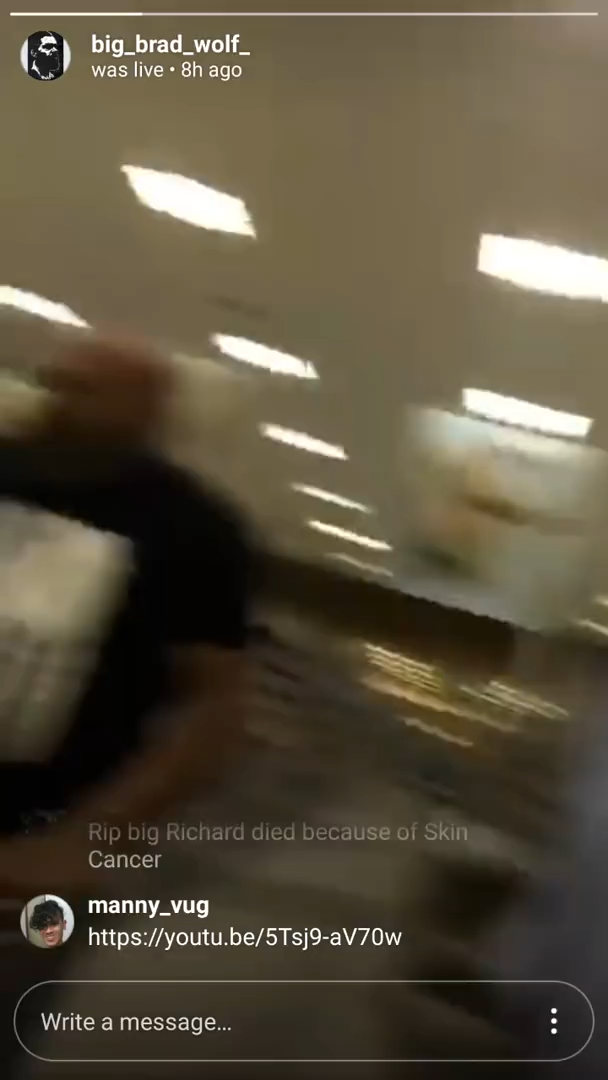 big_brad_wolf_
was live • 8h ago
Rip big Richard died because of Skin
Cancer
manny_vug
https://youtu.be/5Tsj9-aV70w
Write a message...